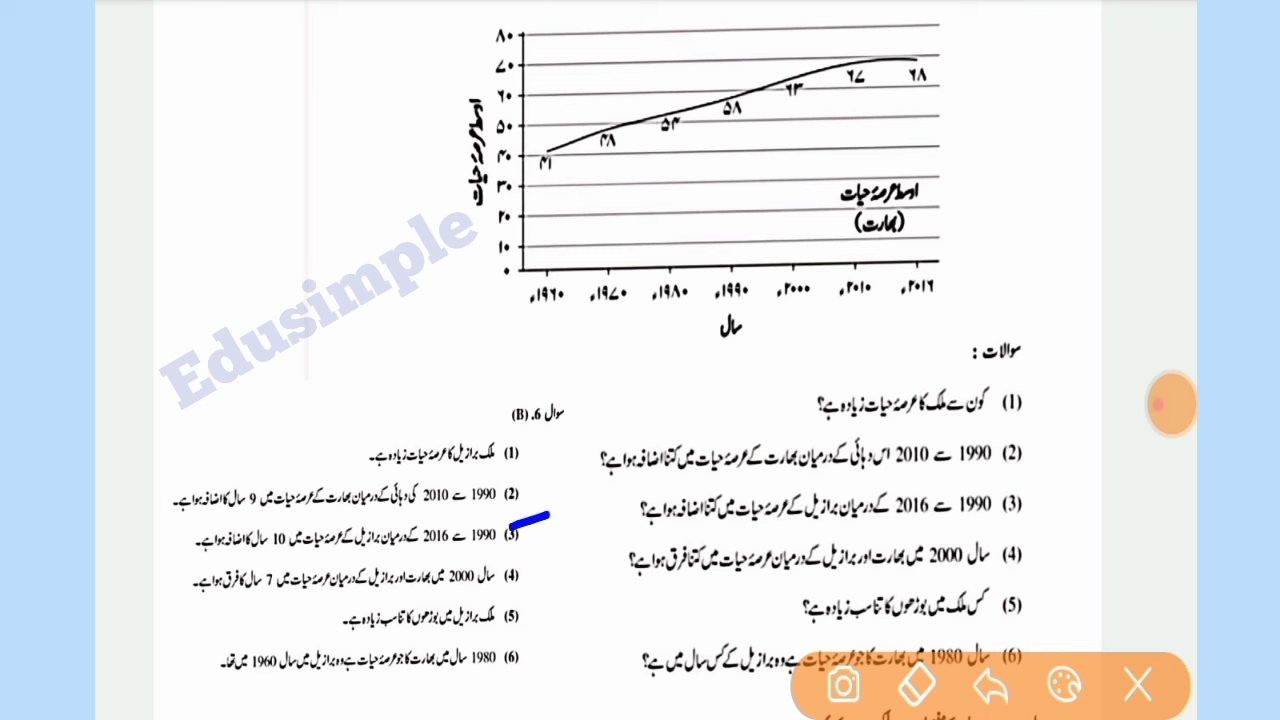 ۸۰
۷۰
۶۰
۵۰
۴۰
۳۰
۲۰
۱۰
۰
اوسط عرصۂ حیات
۴۱ ۴۸ ۵۴ ۵۸ ۶۳ ۶۷ ۶۸
اوسط عرصۂ حیات
(بھارت)
۱۹۶۰ء ۱۹۷۰ء ۱۹۸۰ء ۱۹۹۰ء ۲۰۰۰ء ۲۰۱۰ء ۲۰۱۶ء
سال
Edusimple
سوالات :
(1) کون سے ملک کا عرصۂ حیات زیادہ ہے؟
(2) 1990 سے 2010 اس دہائی کے درمیان بھارت کے عرصۂ حیات میں کتنا اضافہ ہوا ہے؟
(3) 1990 سے 2016 کے درمیان برازیل کے عرصۂ حیات میں کتنا اضافہ ہوا ہے؟
(4) سال 2000 میں بھارت اور برازیل کے درمیان عرصۂ حیات میں کتنا فرق ہوا ہے؟
(5) کس ملک میں بوڑھوں کا تناسب زیادہ ہے؟
(6) سال 1980 میں بھارت کا جو عرصۂ حیات ہے وہ برازیل کے کس سال میں ہے؟
سوال 6. (B)
(1) ملک برازیل کا عرصۂ حیات زیادہ ہے۔
(2) 1990 سے 2010 کی دہائی کے درمیان بھارت کے عرصۂ حیات میں 9 سال کا اضافہ ہوا ہے۔
(3) 1990 سے 2016 کے درمیان برازیل کے عرصۂ حیات میں 10 سال کا اضافہ ہوا ہے۔
(4) سال 2000 میں بھارت اور برازیل کے درمیان عرصۂ حیات میں 7 سال کا فرق ہوا ہے۔
(5) ملک برازیل میں بوڑھوں کا تناسب زیادہ ہے۔
(6) 1980 سال میں بھارت کا جو عرصۂ حیات ہے وہ برازیل میں سال 1960 میں تھا۔